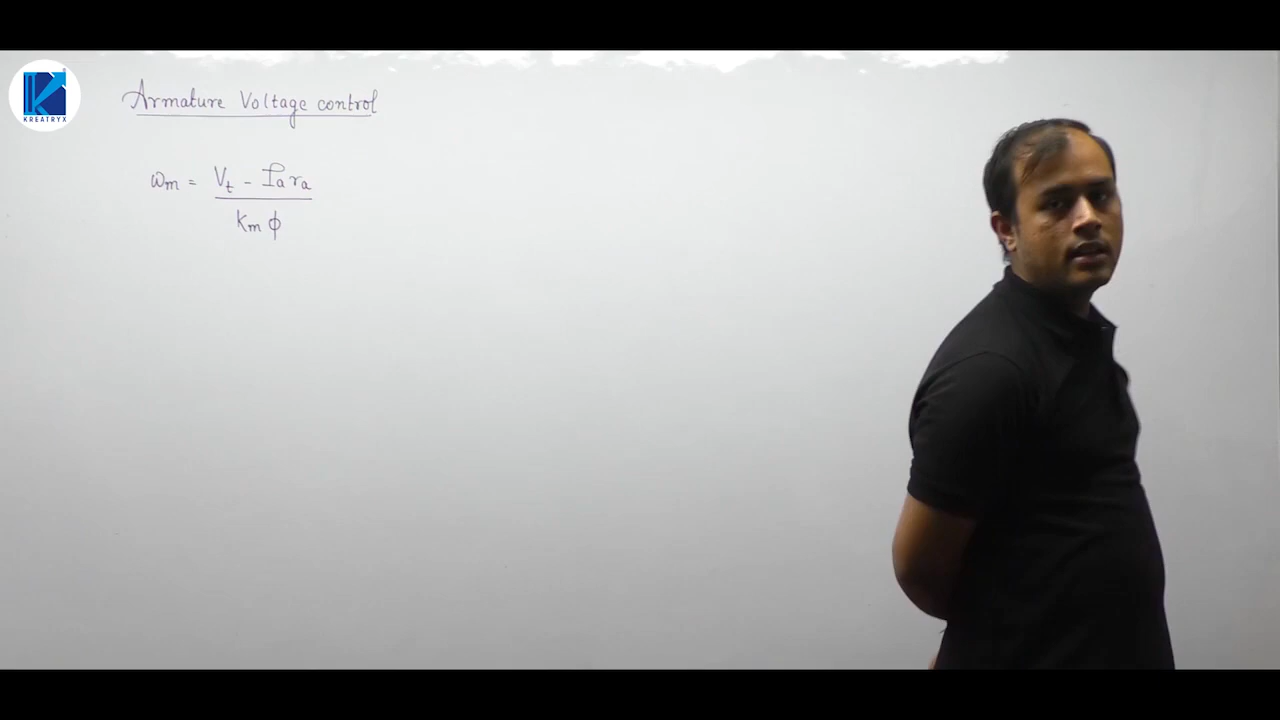 KREATRYX
Armature Voltage control
ωm = Vt - Iara
Kmϕ